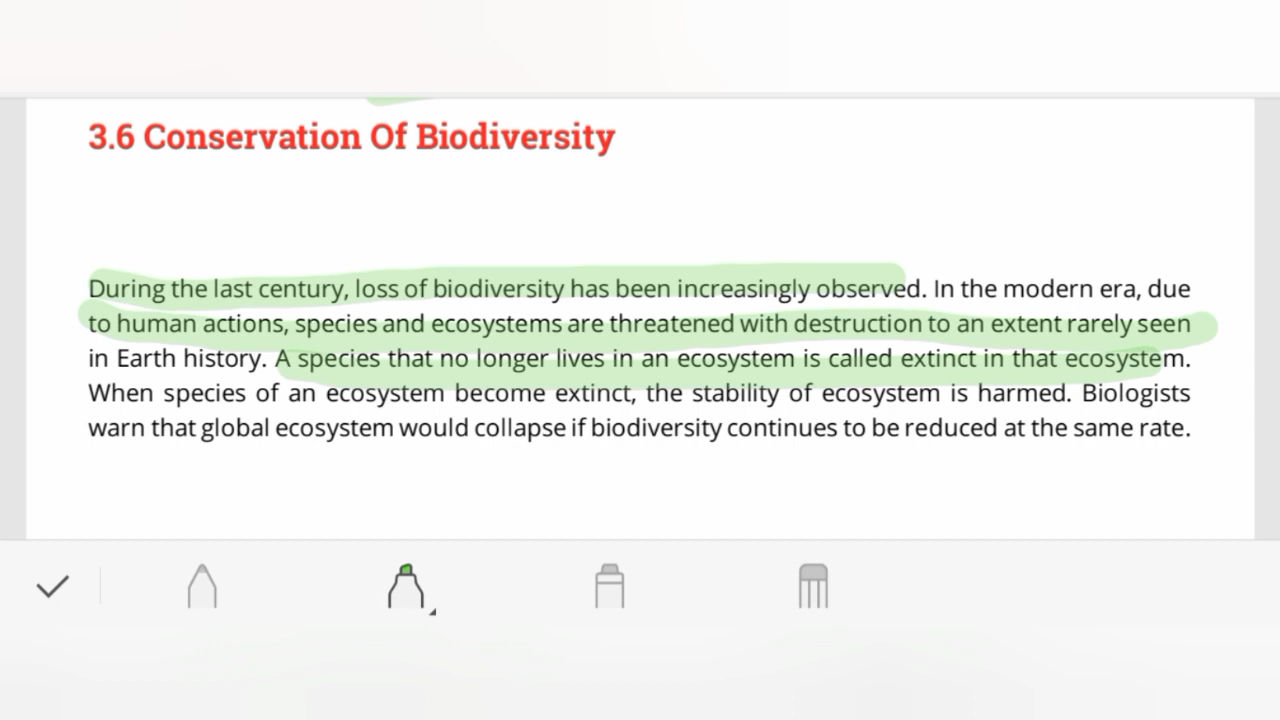 3.6 Conservation Of Biodiversity
During the last century, loss of biodiversity has been increasingly observed. In the modern era, due
to human actions, species and ecosystems are threatened with destruction to an extent rarely seen
in Earth history. A species that no longer lives in an ecosystem is called extinct in that ecosystem.
When species of an ecosystem become extinct, the stability of ecosystem is harmed. Biologists
warn that global ecosystem would collapse if biodiversity continues to be reduced at the same rate.